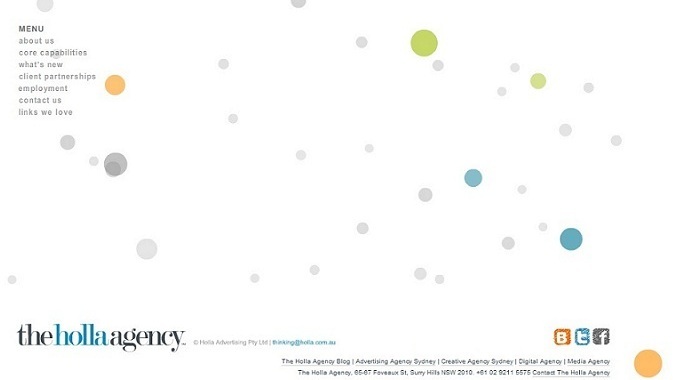 MENU
about us
core capabilities
what's new
client partnerships
employment
contact us
links we love
the holla agency
© Holla Advertising Pty Ltd | thinking@holla.com.au
The Holla Agency Blog | Advertising Agency Sydney | Creative Agency Sydney | Digital Agency | Media Agency
The Holla Agency, 65-67 Foveaux St, Surry Hills NSW 2010. +61 02 9211 5575 Contact The Holla Agency